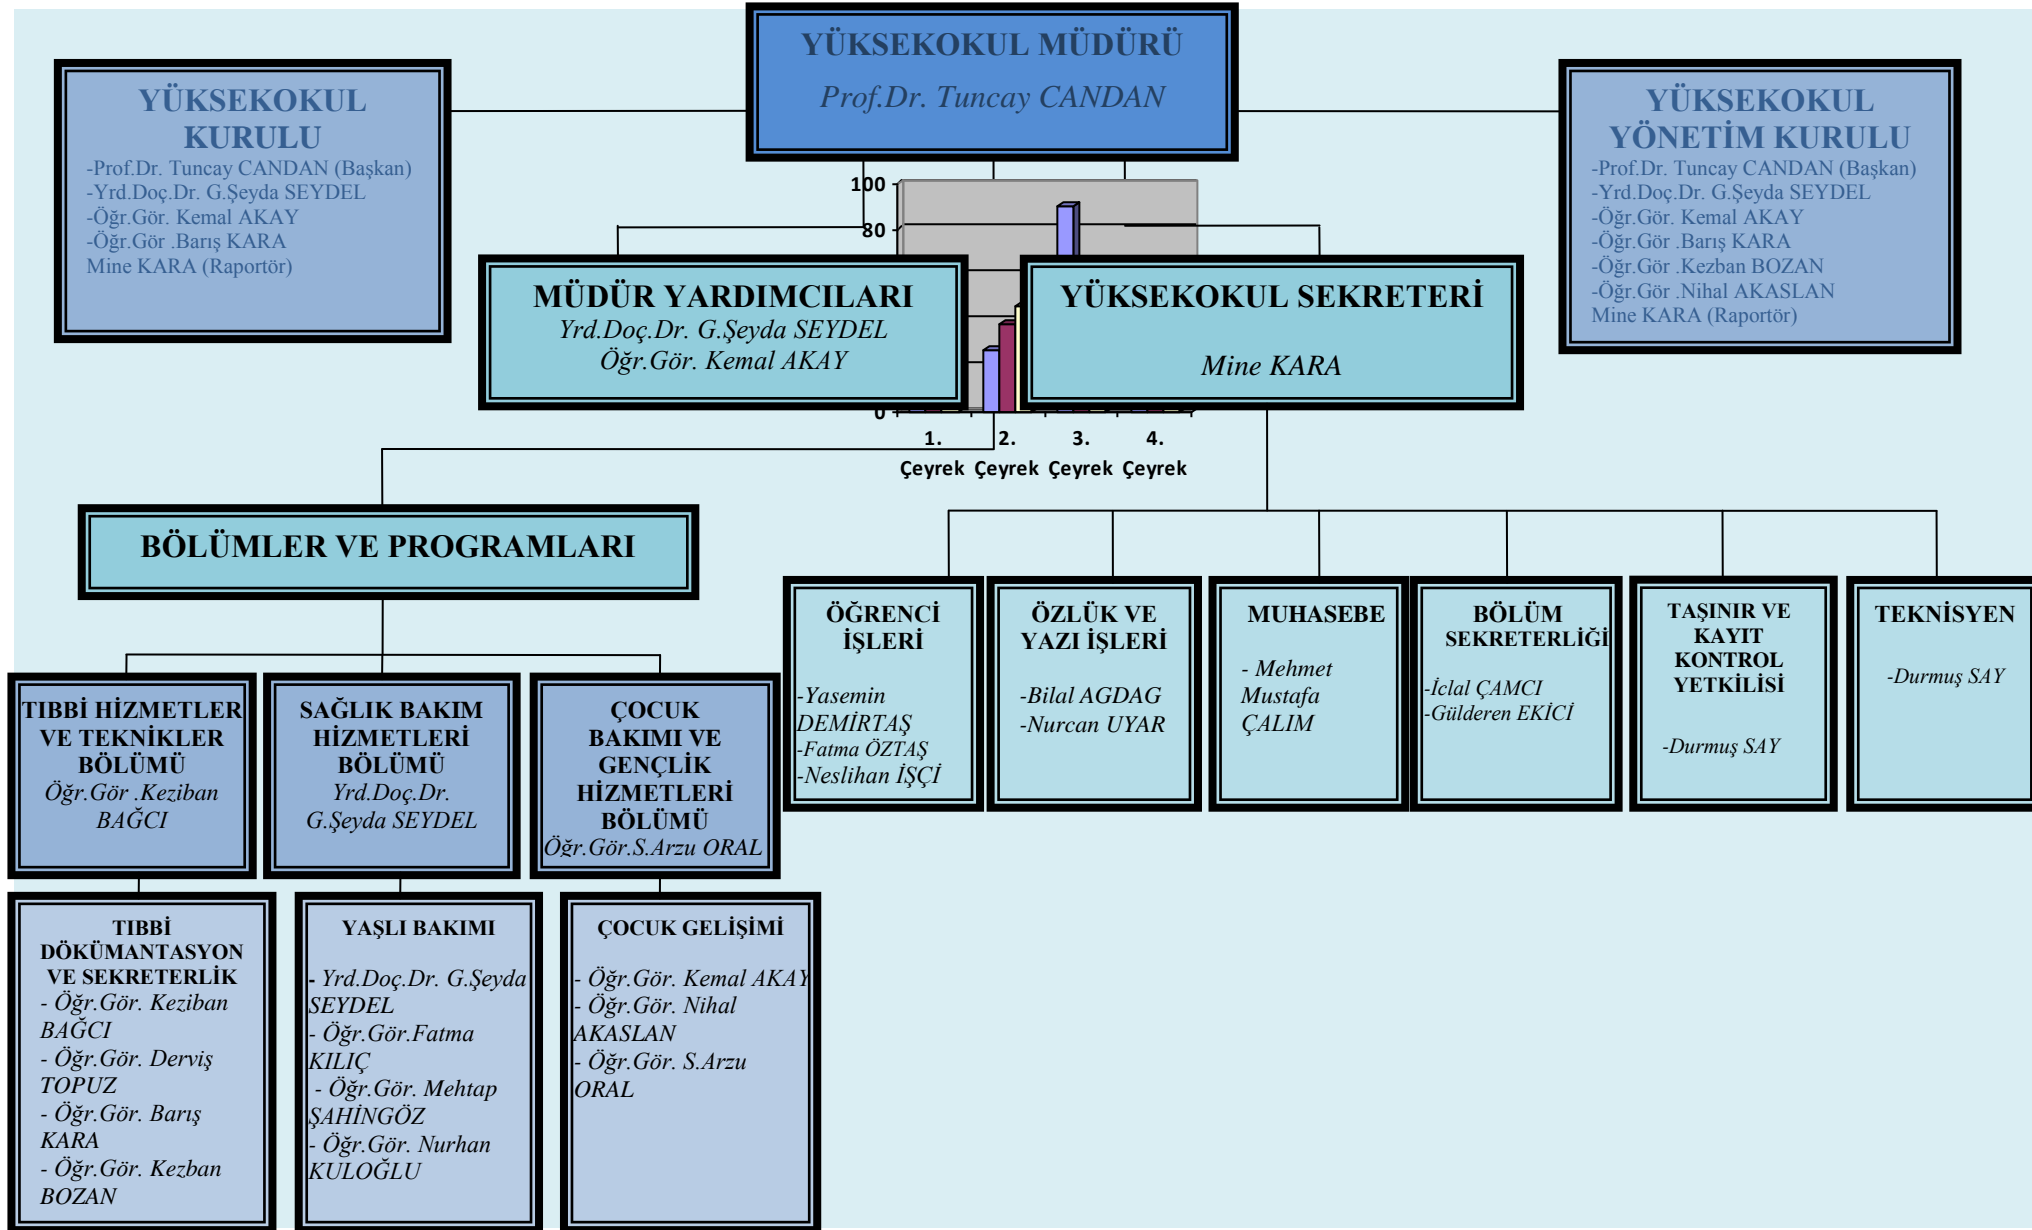 YÜKSEKOKUL MÜDÜRÜ
Prof.Dr. Tuncay CANDAN
YÜKSEKOKUL
KURULU
-Prof.Dr. Tuncay CANDAN (Başkan)
-Yrd.Doç.Dr. G.Şeyda SEYDEL
-Öğr.Gör. Kemal AKAY
-Öğr.Gör .Barış KARA
Mine KARA (Raportör)
YÜKSEKOKUL
YÖNETİM KURULU
-Prof.Dr. Tuncay CANDAN (Başkan)
-Yrd.Doç.Dr. G.Şeyda SEYDEL
-Öğr.Gör. Kemal AKAY
-Öğr.Gör .Barış KARA
-Öğr.Gör .Kezban BOZAN
-Öğr.Gör .Nihal AKASLAN
Mine KARA (Raportör)
100
80
0
1.
Çeyrek
2.
Çeyrek
3.
Çeyrek
4.
Çeyrek
MÜDÜR YARDIMCILARI
Yrd.Doç.Dr. G.Şeyda SEYDEL
Öğr.Gör. Kemal AKAY
YÜKSEKOKUL SEKRETERİ
Mine KARA
BÖLÜMLER VE PROGRAMLARI
ÖĞRENCİ
İŞLERİ
-Yasemin
DEMİRTAŞ
-Fatma ÖZTAŞ
-Neslihan İŞÇİ
ÖZLÜK VE
YAZI İŞLERİ
-Bilal AGDAG
-Nurcan UYAR
MUHASEBE
- Mehmet
Mustafa
ÇALIM
BÖLÜM
SEKRETERLİĞİ
-İclal ÇAMCI
-Gülderen EKİCİ
TAŞINIR VE
KAYIT
KONTROL
YETKİLİSİ
-Durmuş SAY
TEKNİSYEN
-Durmuş SAY
TIBBİ HİZMETLER
VE TEKNİKLER
BÖLÜMÜ
Öğr.Gör .Keziban
BAĞCI
SAĞLIK BAKIM
HİZMETLERİ
BÖLÜMÜ
Yrd.Doç.Dr.
G.Şeyda SEYDEL
ÇOCUK
BAKIMI VE
GENÇLİK
HİZMETLERİ
BÖLÜMÜ
Öğr.Gör.S.Arzu ORAL
TIBBİ
DÖKÜMANTASYON
VE SEKRETERLİK
- Öğr.Gör. Keziban
BAĞCI
- Öğr.Gör. Derviş
TOPUZ
- Öğr.Gör. Barış
KARA
- Öğr.Gör. Kezban
BOZAN
YAŞLI BAKIMI
- Yrd.Doç.Dr. G.Şeyda
SEYDEL
- Öğr.Gör.Fatma
KILIÇ
- Öğr.Gör. Mehtap
ŞAHİNGÖZ
- Öğr.Gör. Nurhan
KULOĞLU
ÇOCUK GELİŞİMİ
- Öğr.Gör. Kemal AKAY
- Öğr.Gör. Nihal
AKASLAN
- Öğr.Gör. S.Arzu
ORAL